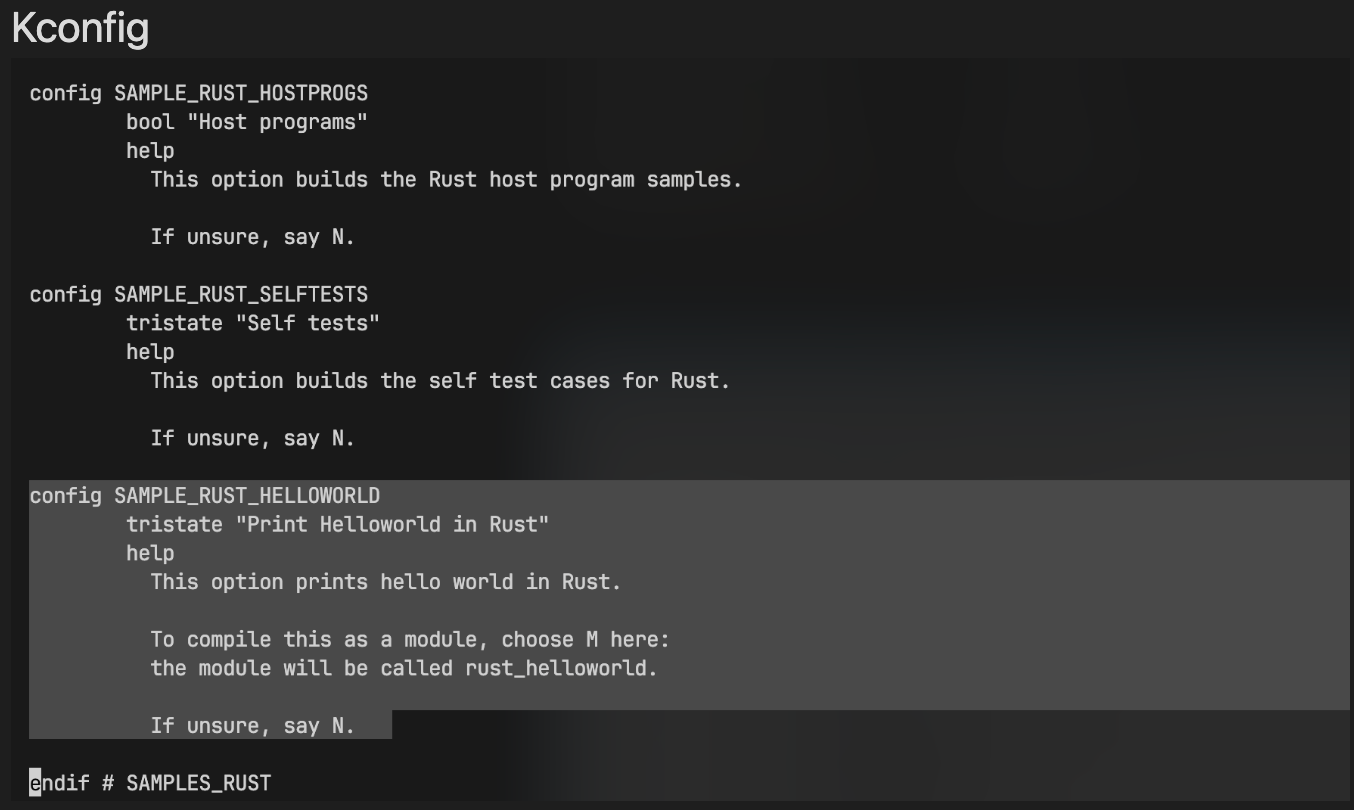 Kconfig
config SAMPLE_RUST_HOSTPROGS
bool "Host programs"
help
This option builds the Rust host program samples.
If unsure, say N.
config SAMPLE_RUST_SELFTESTS
tristate "Self tests"
help
This option builds the self test cases for Rust.
If unsure, say N.
config SAMPLE_RUST_HELLOWORLD
tristate "Print Helloworld in Rust"
help
This option prints hello world in Rust.
To compile this as a module, choose M here:
the module will be called rust_helloworld.
If unsure, say N.
endif # SAMPLES_RUST